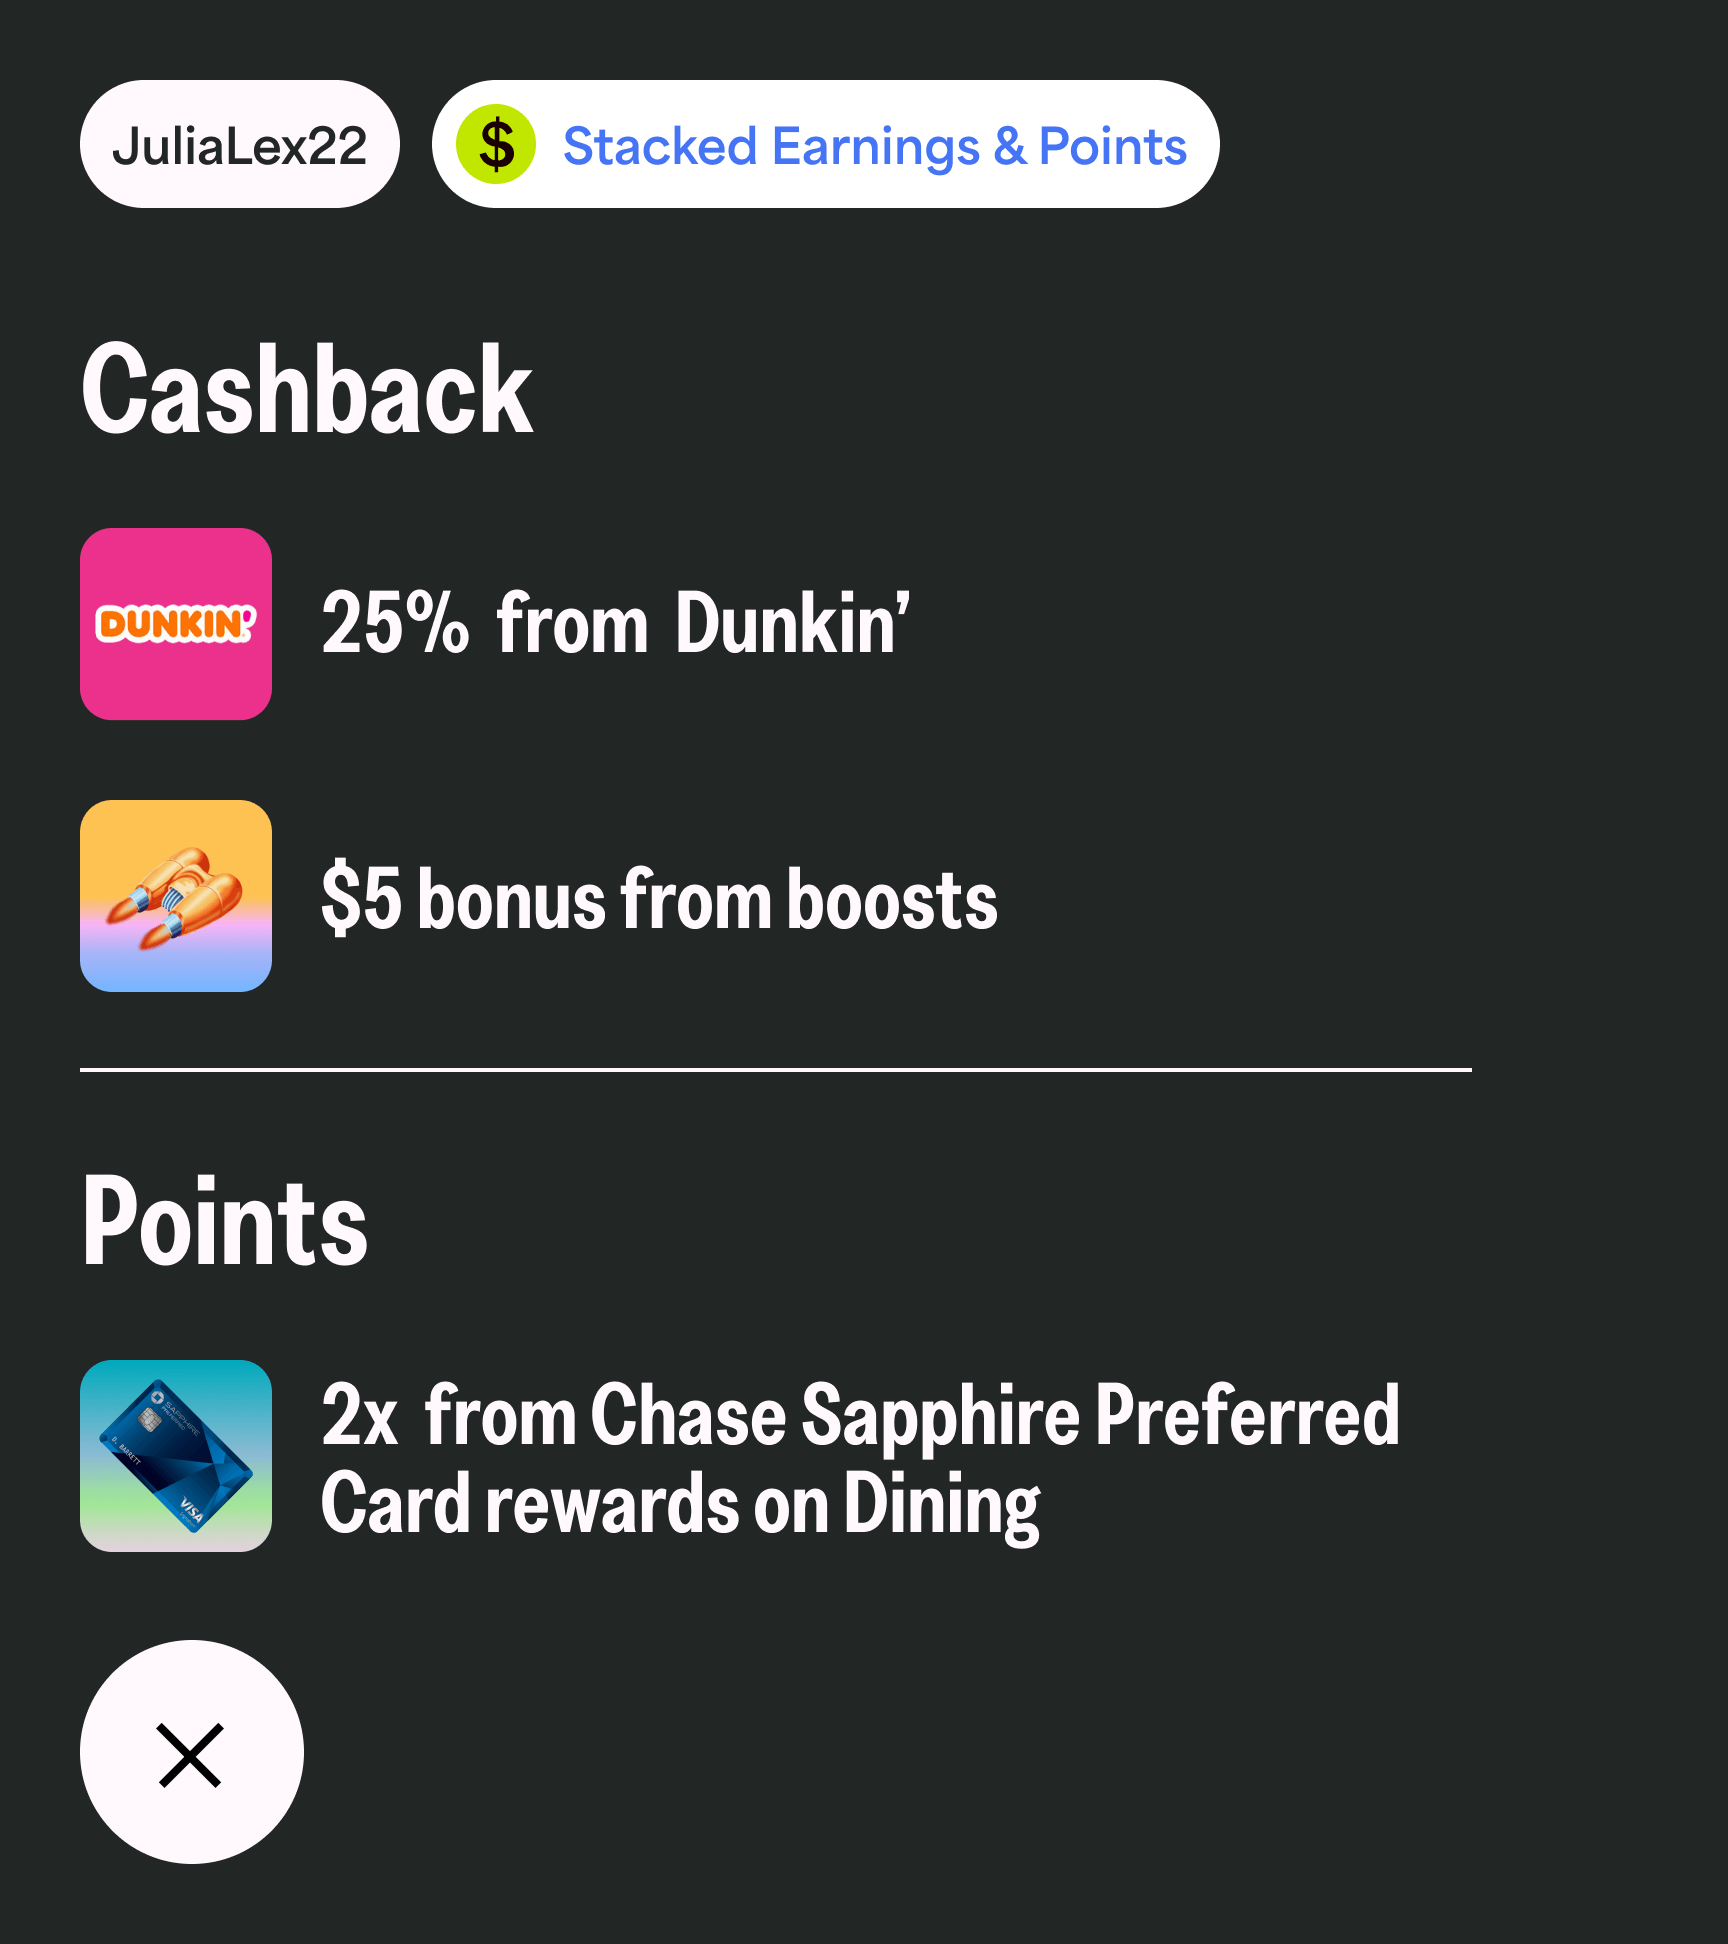 JuliaLex22
$ Stacked Earnings & Points
Cashback
DUNKIN'
25% from Dunkin’
$5 bonus from boosts
Points
SAPPHIRE
PREFERRED
D. BARRETT
VISA
2x from Chase Sapphire Preferred
Card rewards on Dining